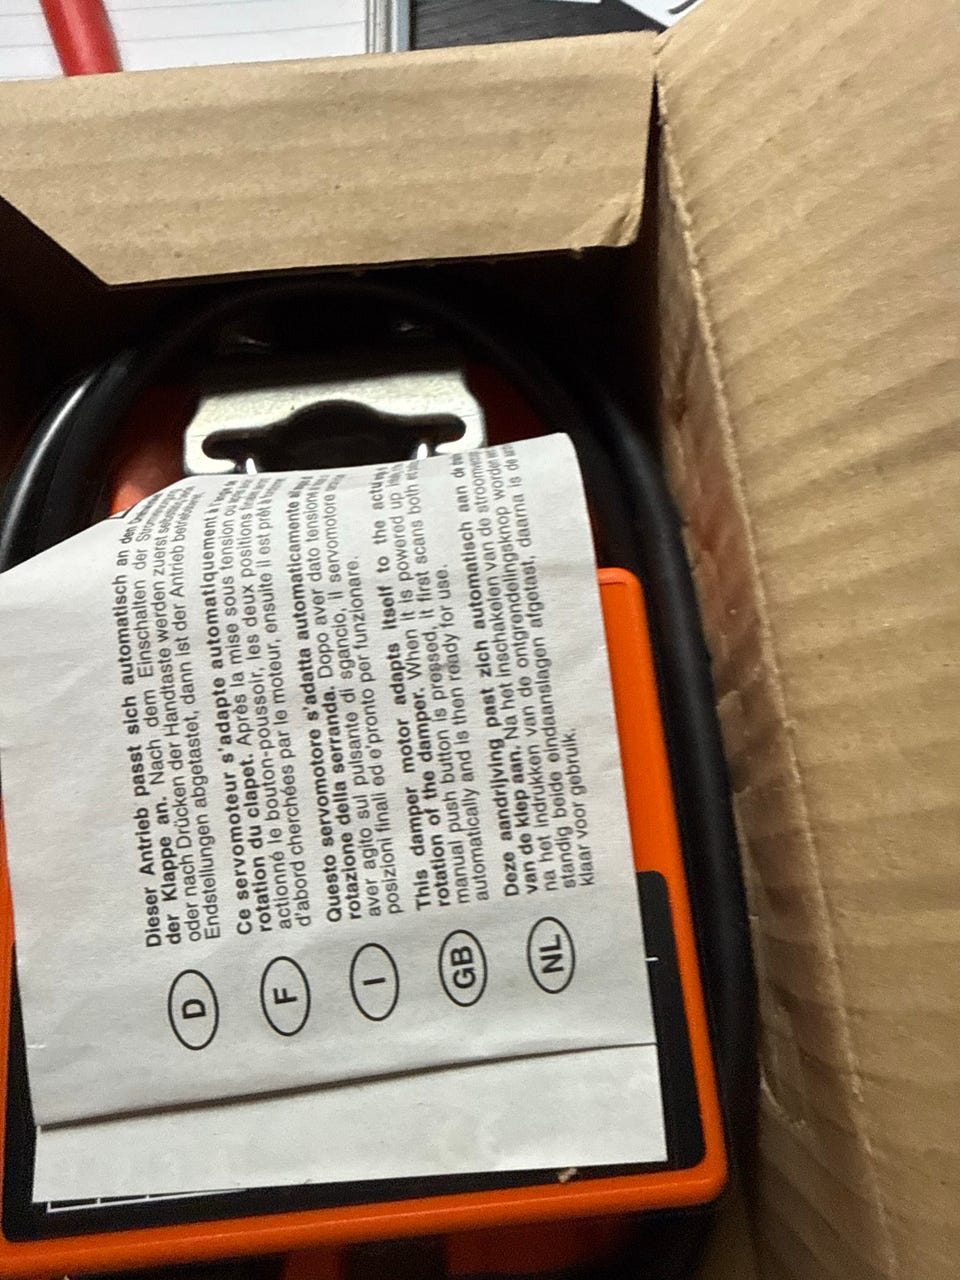 D
Dieser Antrieb passt sich automatisch an den
der Klappe an. Nach dem Einschalten der
oder nach Drücken der Handtaste werden zuerst
Endstellungen abgetastet, dann ist der Antrieb
F
Ce servomoteur s'adapte automatiquement à
rotation du clapet. Après la mise sous tension ou
actionné le bouton-poussoir, les deux positions
d'abord cherchées par le moteur, ensuite il est prêt à
I
Questo servomotore s'adatta automaticamente
rotazione della serranda. Dopo aver dato tensione
aver agito sul pulsante di sgancio, il servomotore
posizioni finali ed e'pronto per funzionare.
GB
This damper motor adapts itself to the
rotation of the damper. When it is powered up
manual push button is pressed, it first scans both
automatically and is then ready for use.
NL
Deze aandrijving past zich automatisch aan de
van de klep aan. Na het inschakelen van de
na het indrukken van de ontgrendelingsknop worden
standig beide eindaanslagen afgetast, daarna is de
klaar voor gebruik.